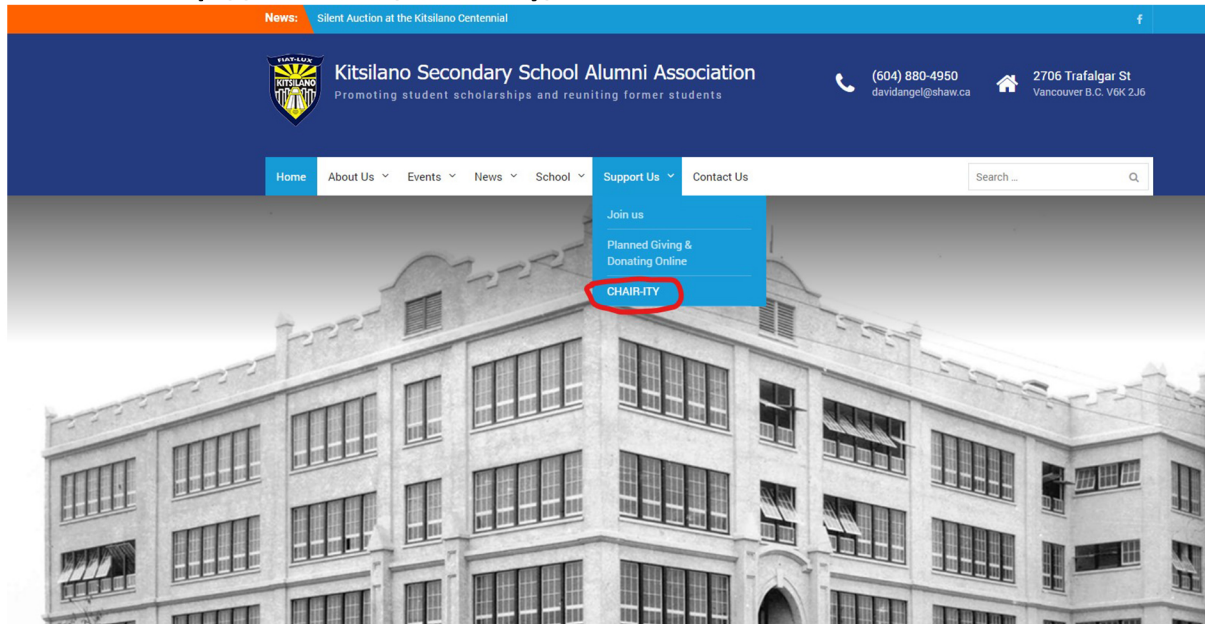 News: Silent Auction at the Kitsilano Centennial
FIAT-LUX
KITSILANO
Kitsilano Secondary School Alumni Association
Promoting student scholarships and reuniting former students
(604) 880-4950
davidangel@shaw.ca
2706 Trafalgar St
Vancouver B.C. V6K 2J6
Home About Us Events News School Support Us Contact Us Search ...
Join us
Planned Giving &
Donating Online
CHAIR-ITY